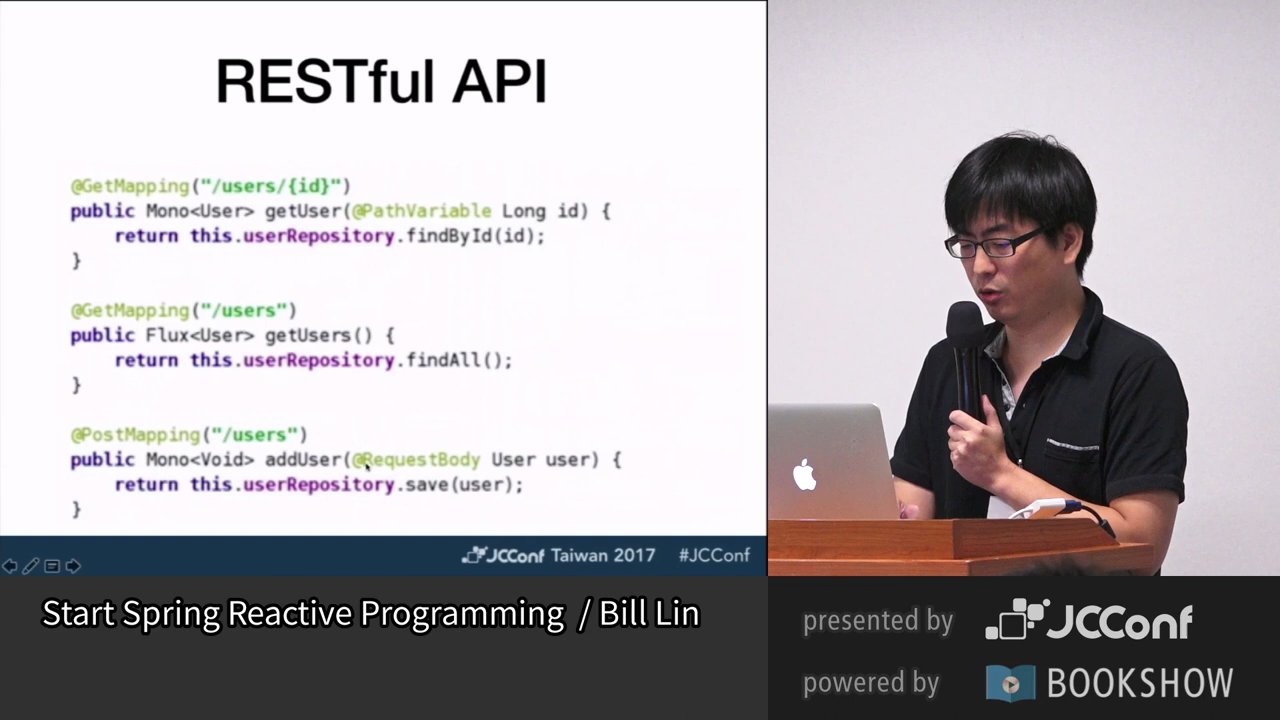 RESTful API
@GetMapping("/users/{id}")
public Mono<User> getUser(@PathVariable Long id) {
return this.userRepository.findById(id);
}
@GetMapping("/users")
public Flux<User> getUsers() {
return this.userRepository.findAll();
}
@PostMapping("/users")
public Mono<Void> addUser(@RequestBody User user) {
return this.userRepository.save(user);
}
JCConf Taiwan 2017 #JCConf
Start Spring Reactive Programming / Bill Lin
presented by JCConf
powered by BOOKSHOW